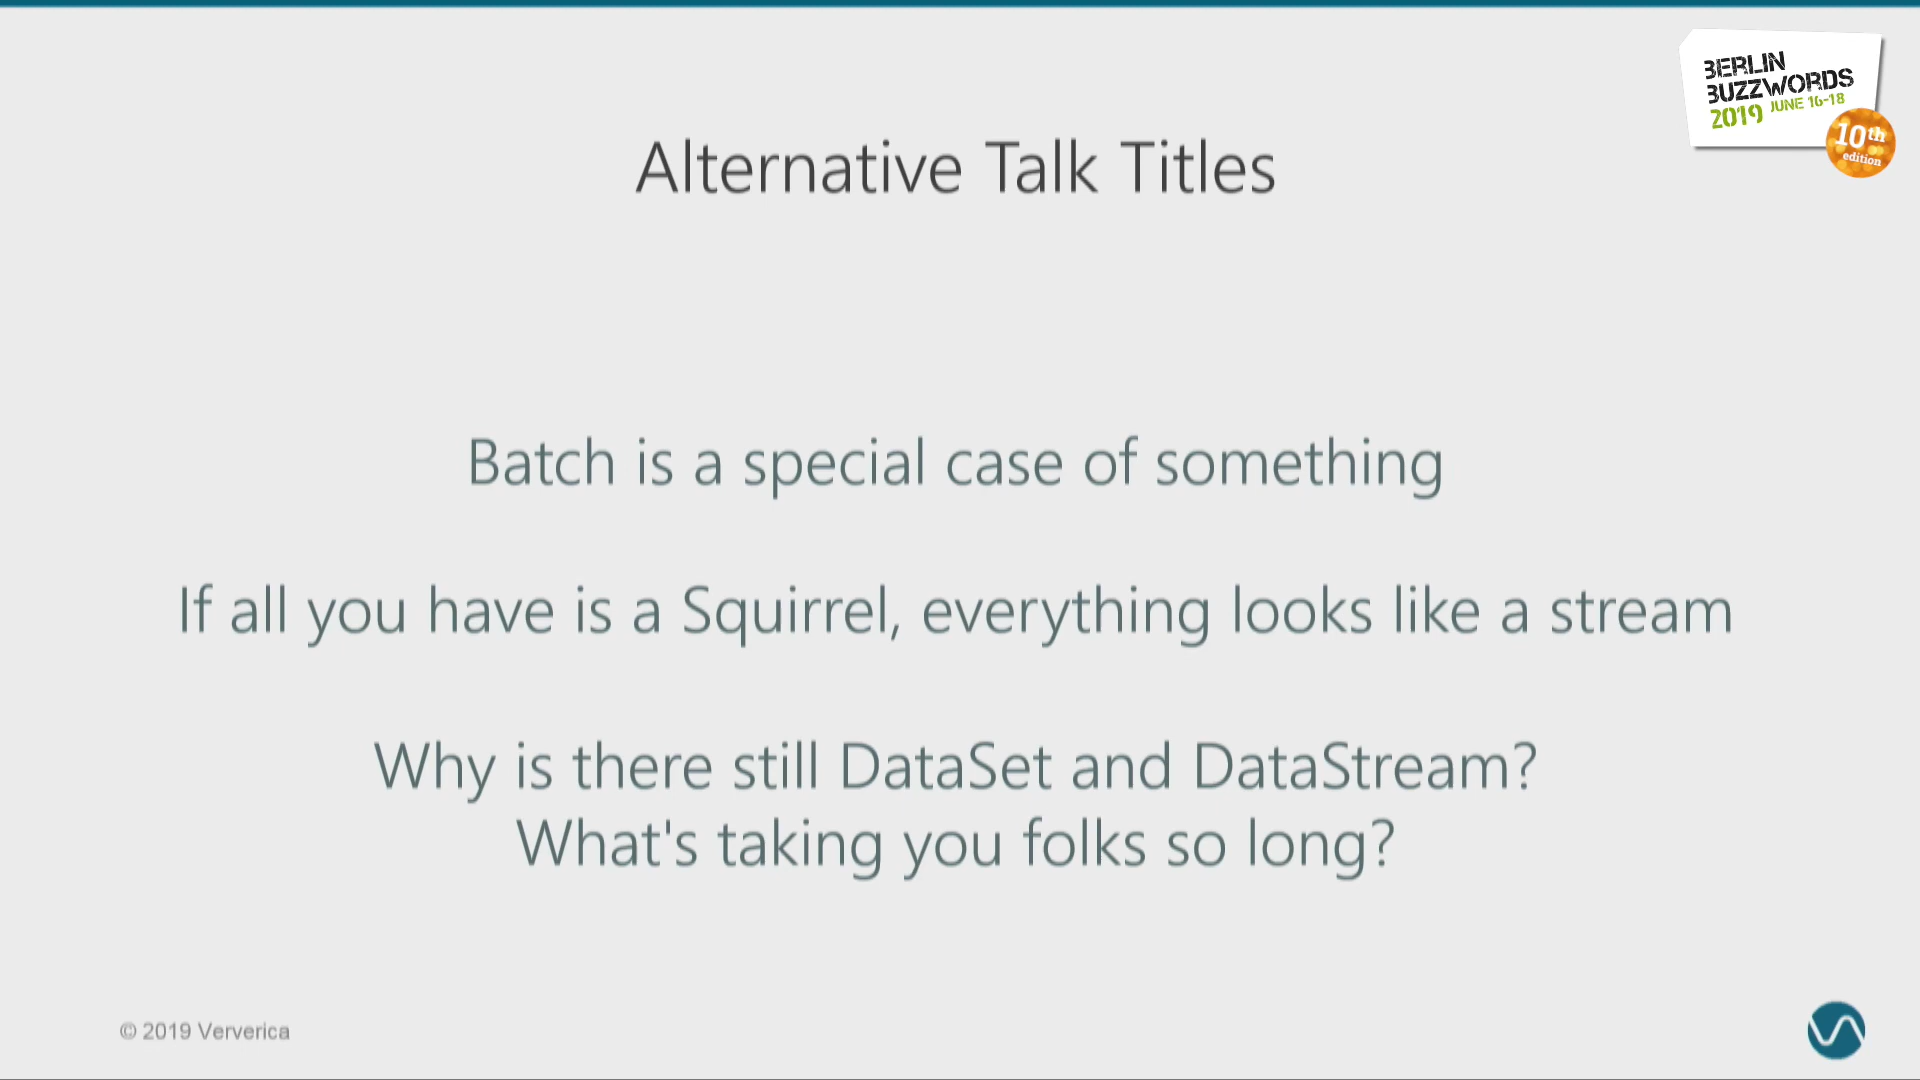 BERLIN
BUZZWORDS
2019 JUNE 16-18
10th
edition
Alternative Talk Titles
Batch is a special case of something
If all you have is a Squirrel, everything looks like a stream
Why is there still DataSet and DataStream?
What's taking you folks so long?
© 2019 Ververica